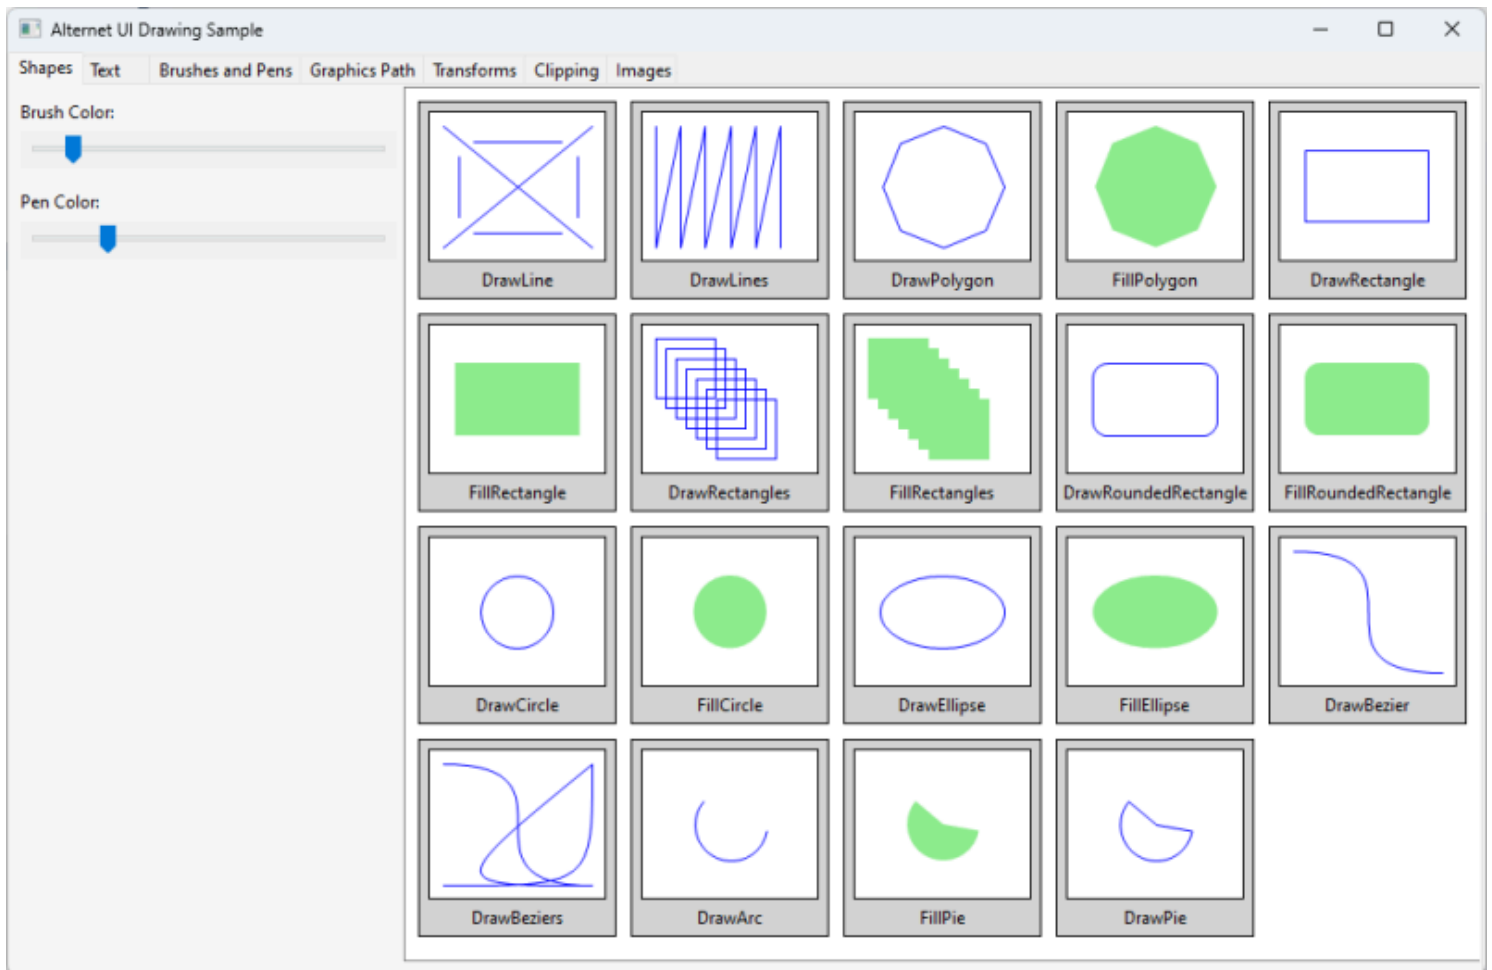 Alternet UI Drawing Sample
Shapes Text Brushes and Pens Graphics Path Transforms Clipping Images
Brush Color:
Pen Color:
DrawLine DrawLines DrawPolygon FillPolygon DrawRectangle
FillRectangle DrawRectangles FillRectangles DrawRoundedRectangle FillRoundedRectangle
DrawCircle FillCircle DrawEllipse FillEllipse DrawBezier
DrawBeziers DrawArc FillPie DrawPie